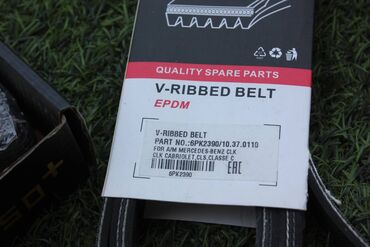 QUALITY SPARE PARTS
V-RIBBED BELT
EPDM
V-RIBBED BELT
PART NO.:6PK2390/10.37.0110
FOR A/M MERCEDES-BENZ CLK
CLK CABRIOLET,CLS,CLASSE C
6PK2390
EAC